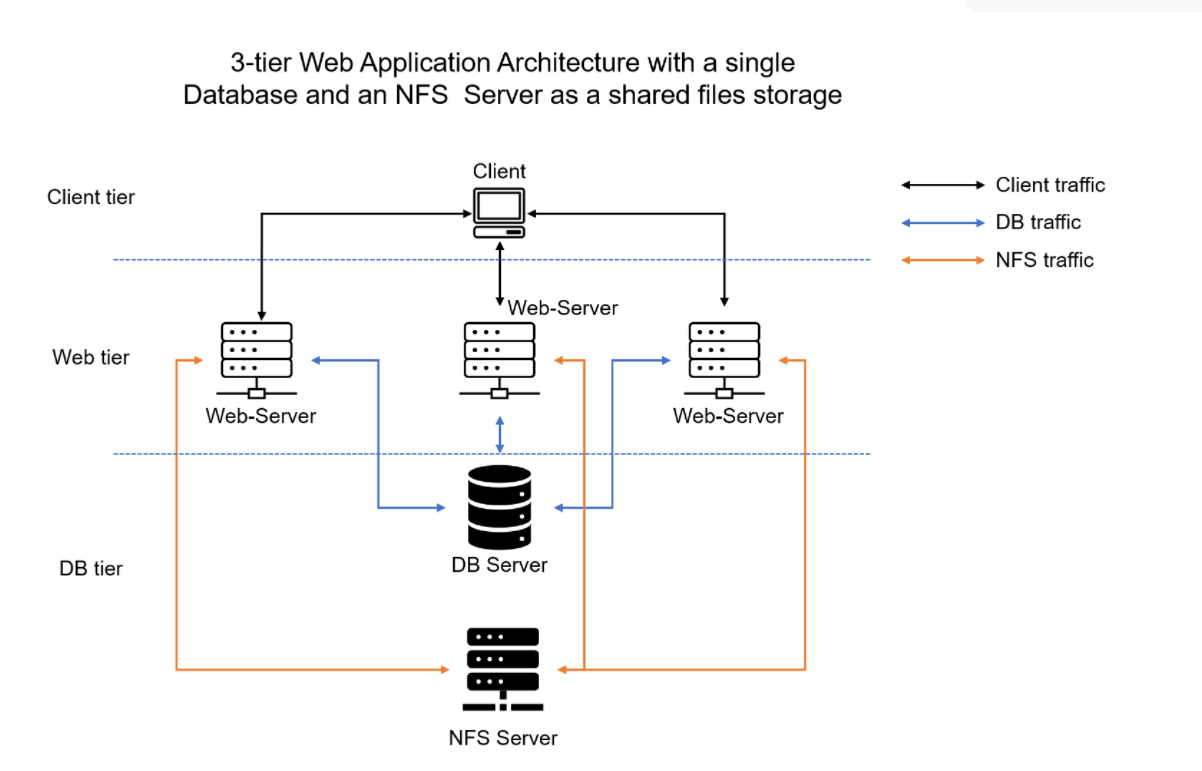 3-tier Web Application Architecture with a single
Database and an NFS Server as a shared files storage
Client
Client tier
Client traffic
DB traffic
NFS traffic
Web-Server
Web tier
Web-Server
Web-Server
DB Server
DB tier
NFS Server